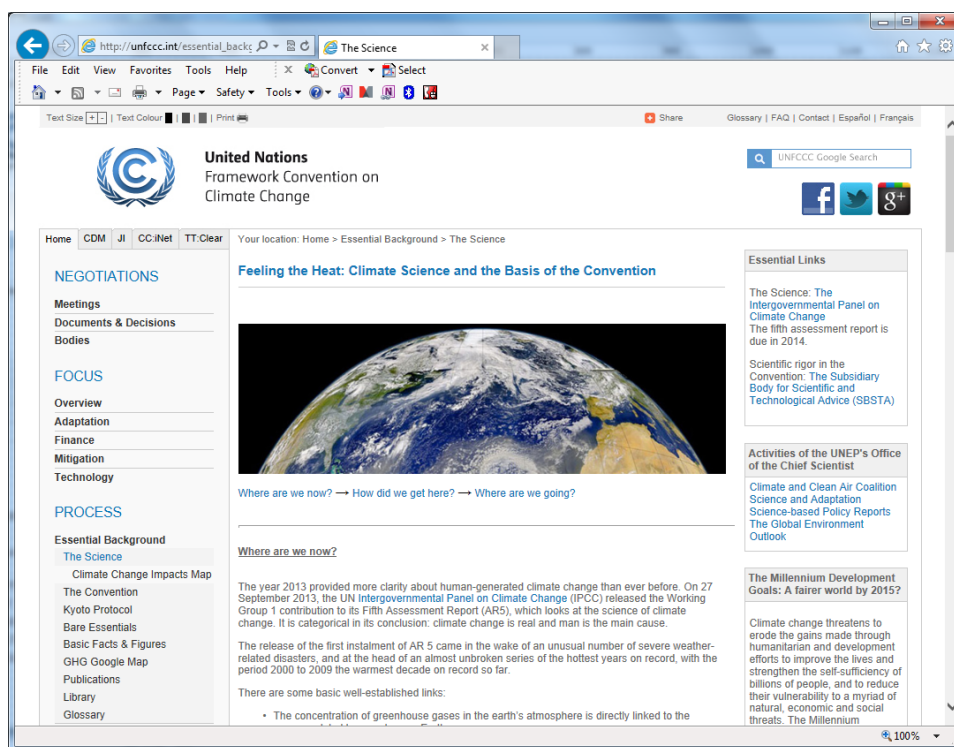 http://unfccc.int/essential_backg
The Science
File Edit View Favorites Tools Help
Convert
Select
Page Safety Tools
Text Size + - | Text Colour | | | Print
Share
Glossary | FAQ | Contact | Español | Français
United Nations
Framework Convention on
Climate Change
UNFCCC Google Search
Home CDM JI CC:iNet TT:Clear
Your location: Home > Essential Background > The Science
NEGOTIATIONS
Meetings
Documents & Decisions
Bodies
FOCUS
Overview
Adaptation
Finance
Mitigation
Technology
PROCESS
Essential Background
The Science
Climate Change Impacts Map
The Convention
Kyoto Protocol
Bare Essentials
Basic Facts & Figures
GHG Google Map
Publications
Library
Glossary
Feeling the Heat: Climate Science and the Basis of the Convention
Where are we now? → How did we get here? → Where are we going?
Where are we now?
The year 2013 provided more clarity about human-generated climate change than ever before. On 27
September 2013, the UN Intergovernmental Panel on Climate Change (IPCC) released the Working
Group 1 contribution to its Fifth Assessment Report (AR5), which looks at the science of climate
change. It is categorical in its conclusion: climate change is real and man is the main cause.
The release of the first instalment of AR 5 came in the wake of an unusual number of severe weather-
related disasters, and at the head of an almost unbroken series of the hottest years on record, with the
period 2000 to 2009 the warmest decade on record so far.
There are some basic well-established links:
• The concentration of greenhouse gases in the earth's atmosphere is directly linked to the
Essential Links
The Science: The
Intergovernmental Panel on
Climate Change
The fifth assessment report is
due in 2014.
Scientific rigor in the
Convention: The Subsidiary
Body for Scientific and
Technological Advice (SBSTA)
Activities of the UNEP's Office
of the Chief Scientist
Climate and Clean Air Coalition
Science and Adaptation
Science-based Policy Reports
The Global Environment
Outlook
The Millennium Development
Goals: A fairer world by 2015?
Climate change threatens to
erode the gains made through
humanitarian and development
efforts to improve the lives and
strengthen the self-sufficiency of
billions of people, and to reduce
their vulnerability to a myriad of
natural, economic and social
threats. The Millennium
100%